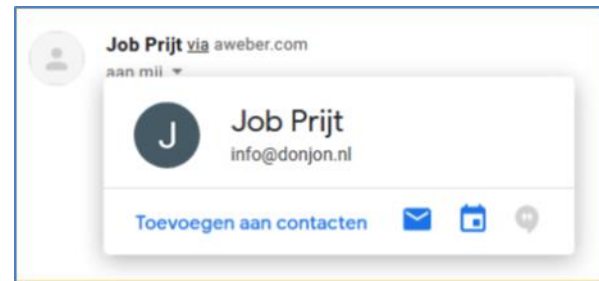 Job Prijt via aweber.com
aan mij
J
Job Prijt
info@donjon.nl
Toevoegen aan contacten